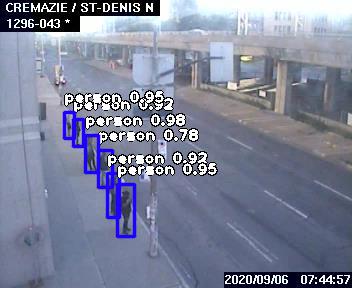 CREMAZIE / ST-DENIS N
1296-043 *
person 0.95
person 0.92
person 0.98
person 0.78
person 0.92
person 0.95
2020/09/06 07:44:57